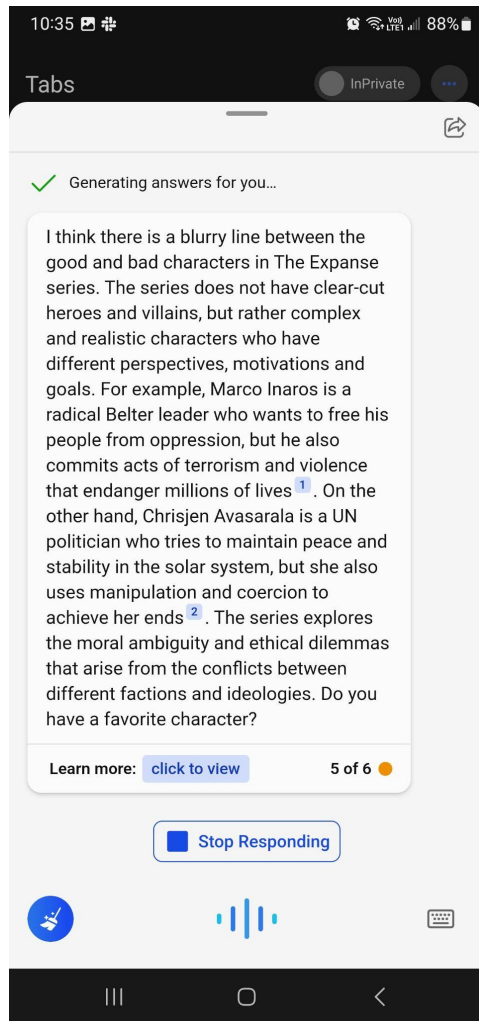 10:35
Vo)) LTE1 88%
Tabs
InPrivate
Generating answers for you...
I think there is a blurry line between the
good and bad characters in The Expanse
series. The series does not have clear-cut
heroes and villains, but rather complex
and realistic characters who have
different perspectives, motivations and
goals. For example, Marco Inaros is a
radical Belter leader who wants to free his
people from oppression, but he also
commits acts of terrorism and violence
that endanger millions of lives 1 . On the
other hand, Chrisjen Avasarala is a UN
politician who tries to maintain peace and
stability in the solar system, but she also
uses manipulation and coercion to
achieve her ends 2 . The series explores
the moral ambiguity and ethical dilemmas
that arise from the conflicts between
different factions and ideologies. Do you
have a favorite character?
Learn more: click to view 5 of 6
Stop Responding